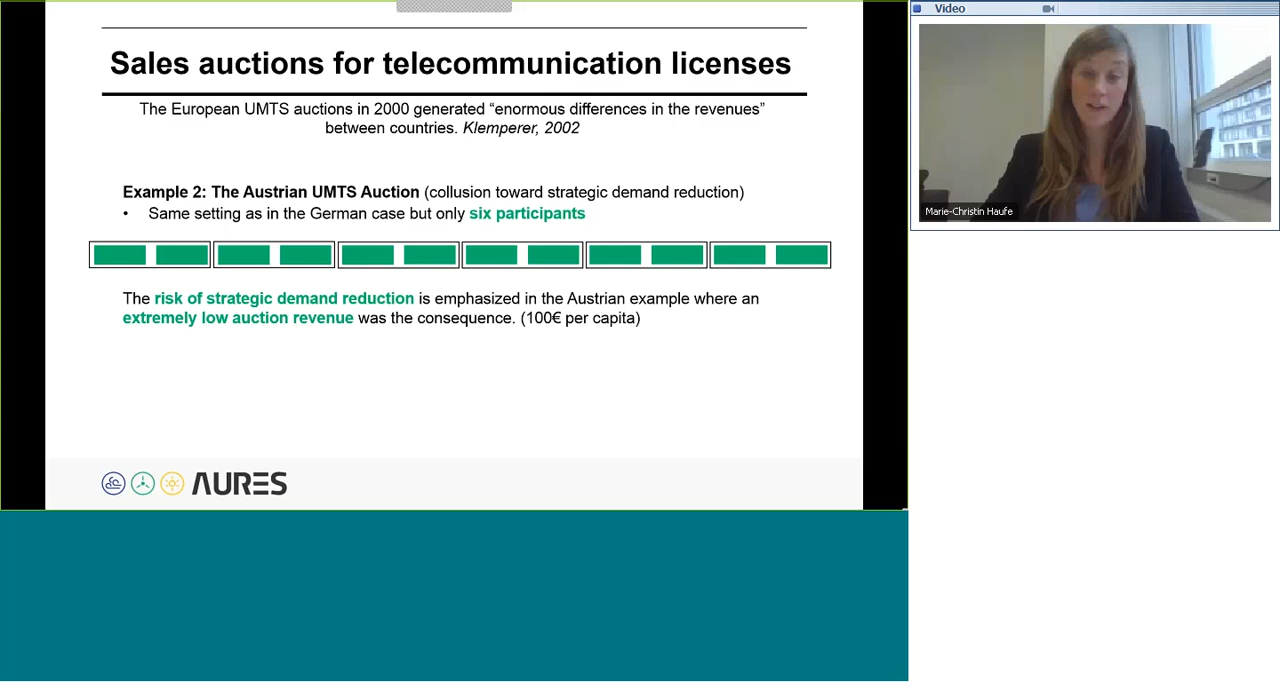 Video
Sales auctions for telecommunication licenses
The European UMTS auctions in 2000 generated “enormous differences in the revenues”
between countries. Klemperer, 2002
Example 2: The Austrian UMTS Auction (collusion toward strategic demand reduction)
• Same setting as in the German case but only six participants
The risk of strategic demand reduction is emphasized in the Austrian example where an
extremely low auction revenue was the consequence. (100€ per capita)
AURES
Marie-Christin Haufe